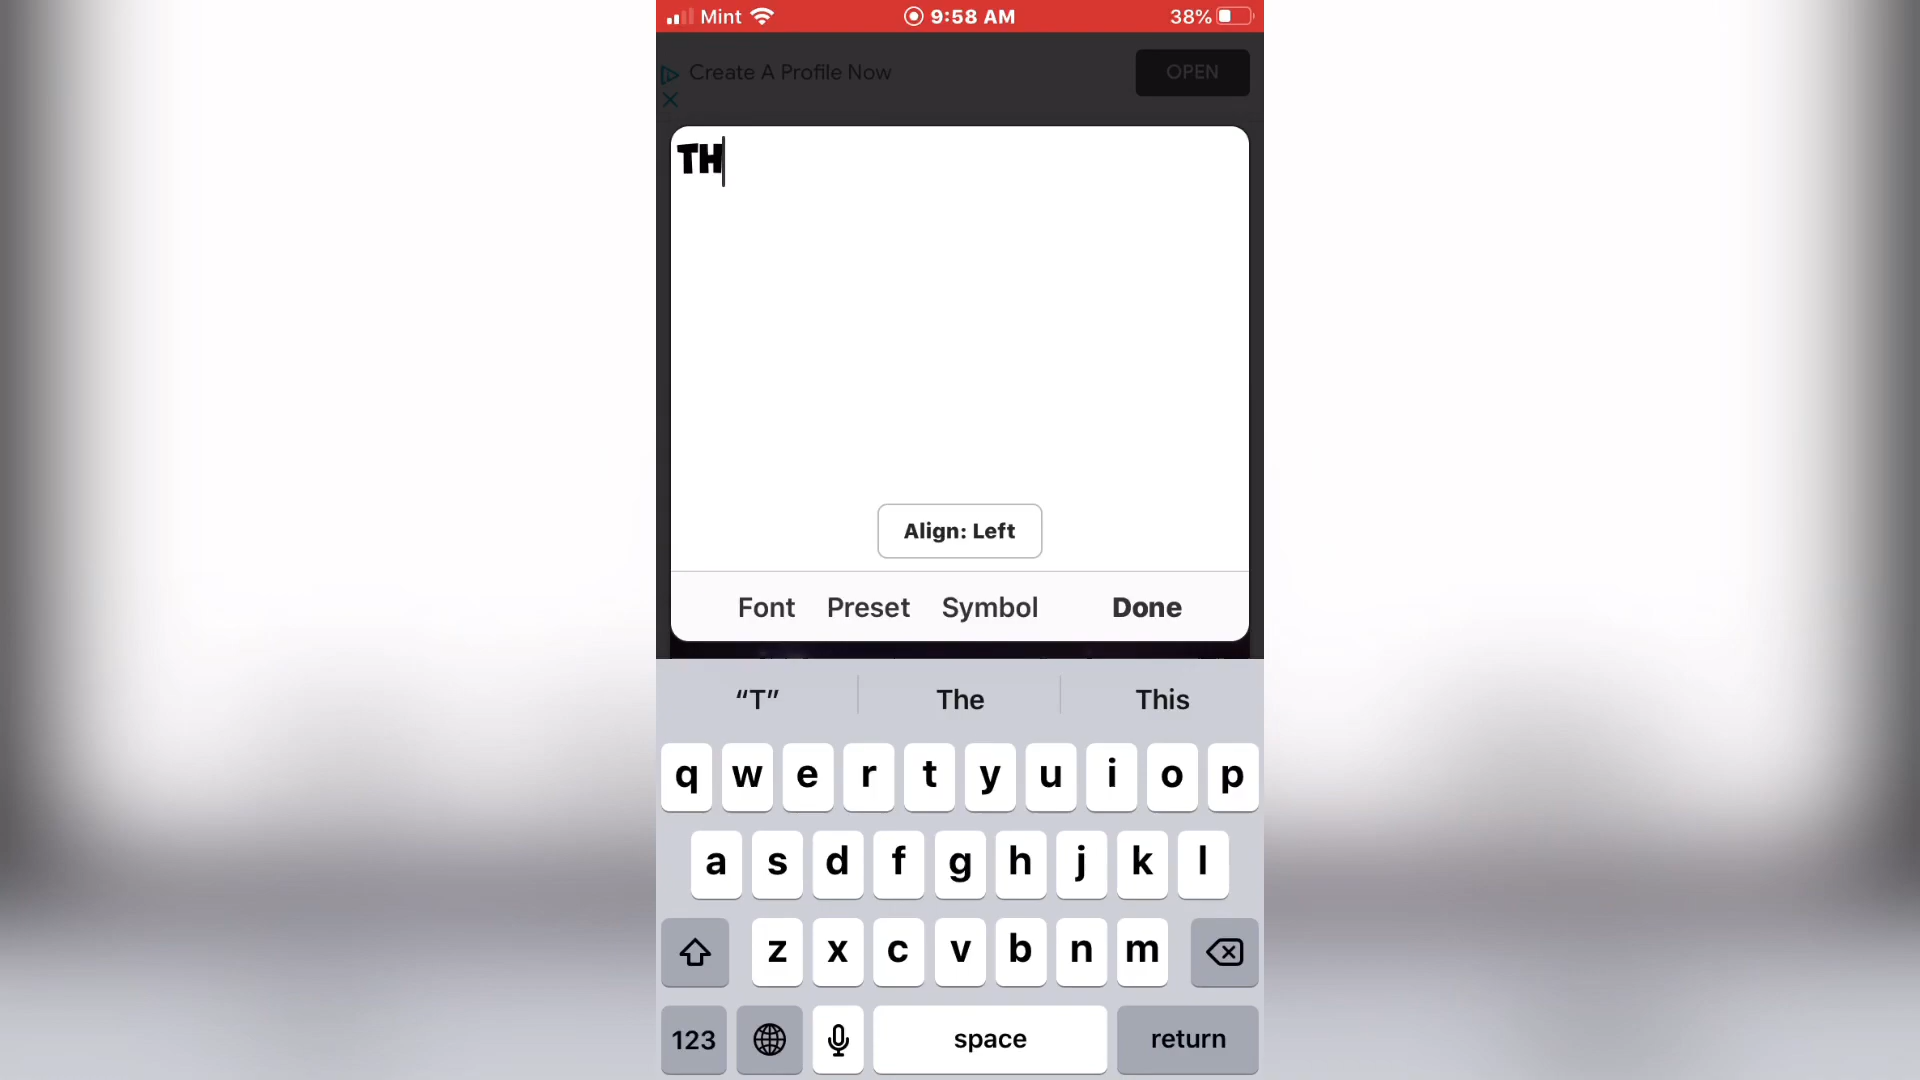 Mint 9:58 AM 38%
Create A Profile Now OPEN
TH
Align: Left
Font Preset Symbol Done
“T” The This
q w e r t y u i o p
a s d f g h j k l
z x c v b n m
123 space return